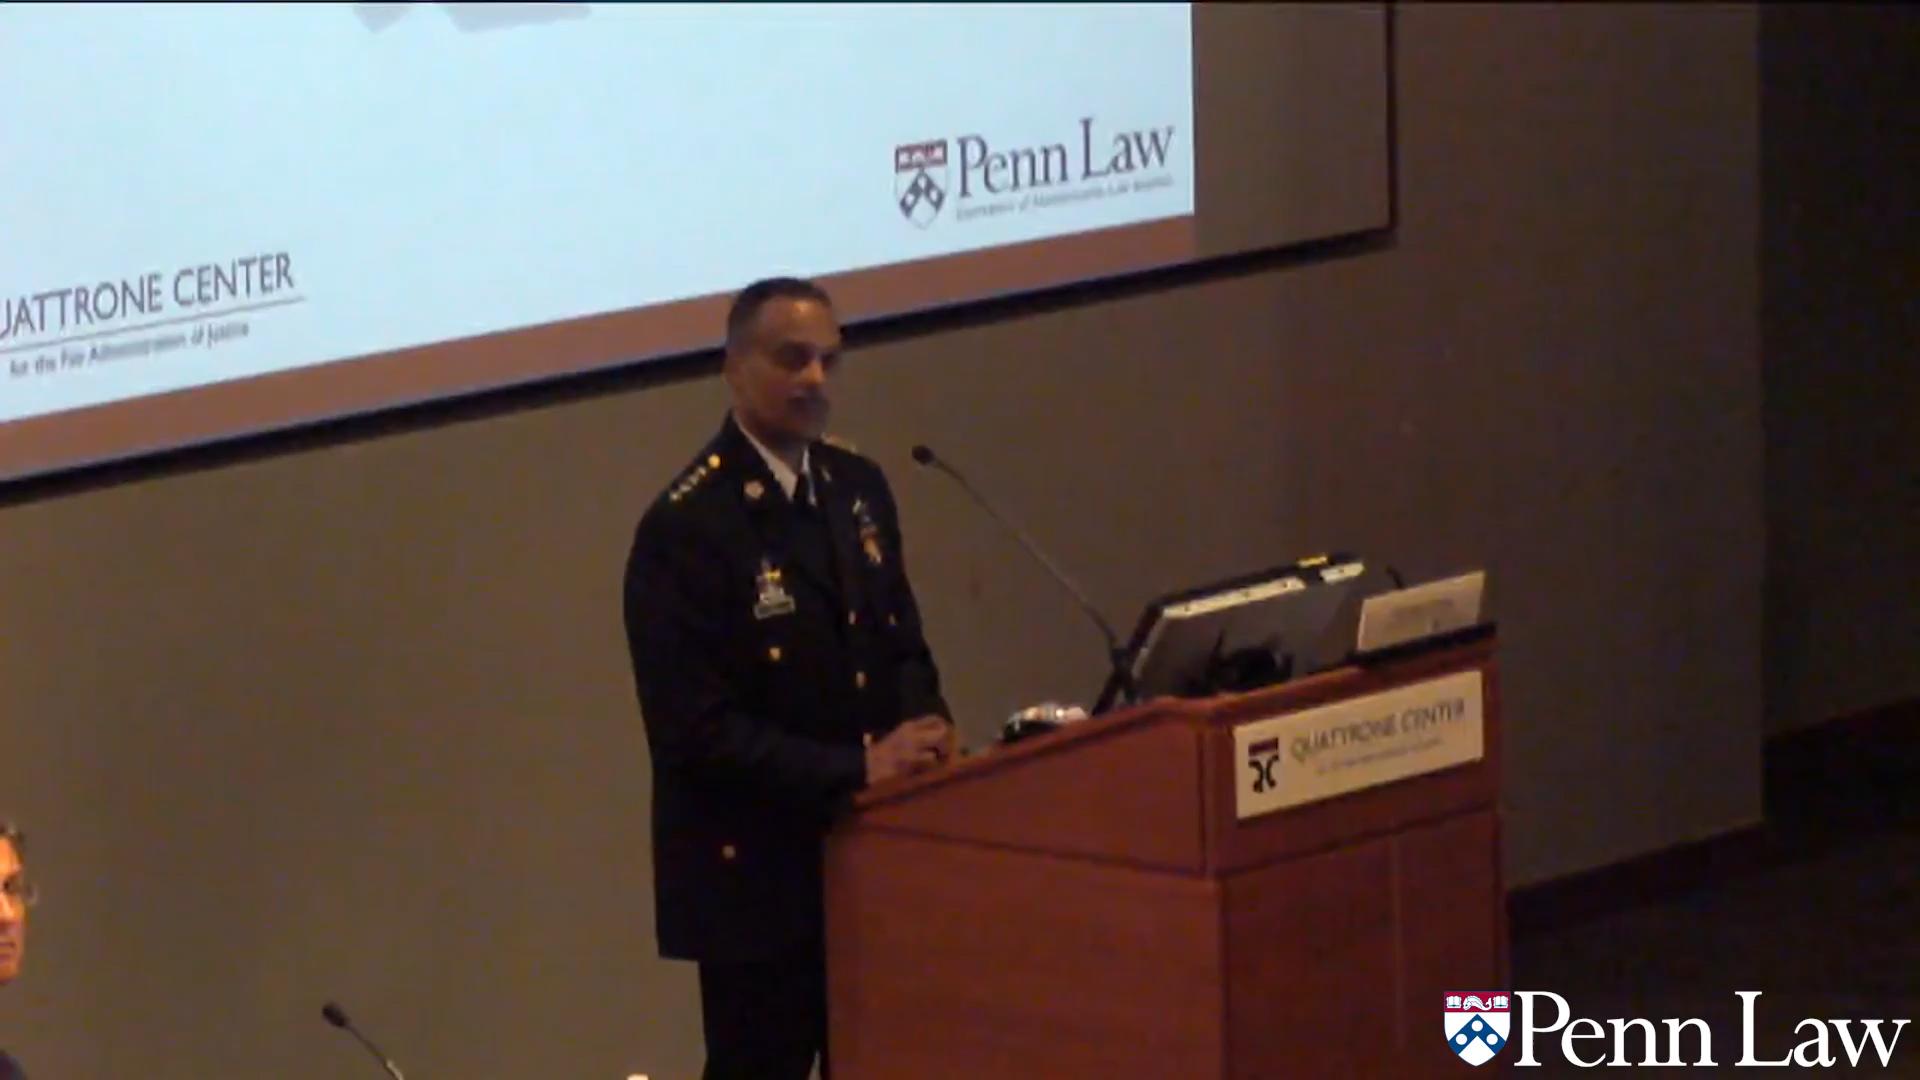 Penn Law
UATTRONE CENTER
for the Fair Administration of Justice
QUATTRONE CENTER
Penn Law